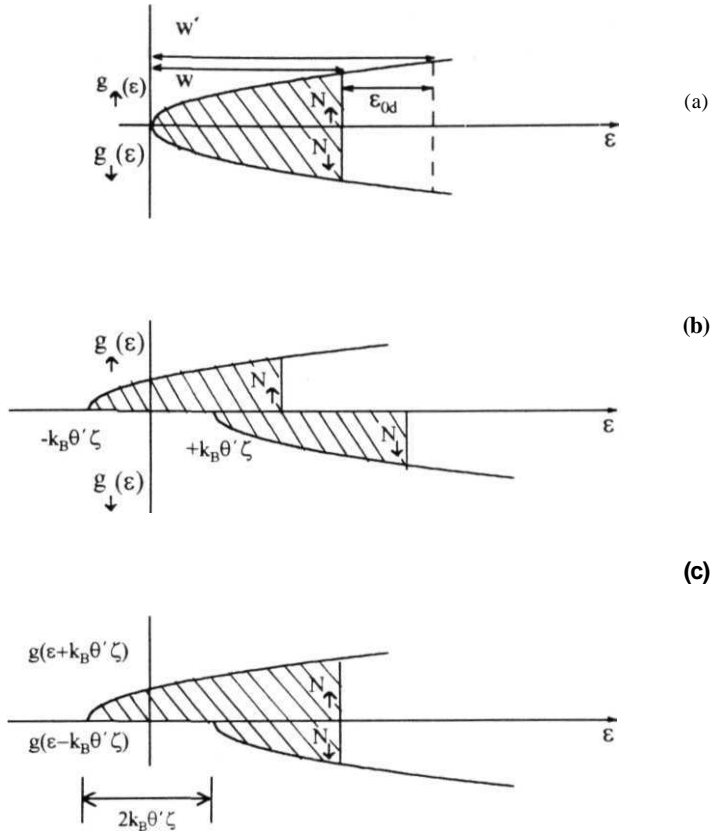 w′
w
g↑(ε)
N↑
ε0d
(a)
ε
g↓(ε)
N↓
(b)
g↑(ε)
N↑
ε
-kBθ′ζ
+kBθ′ζ
N↓
g↓(ε)
(c)
g(ε+kBθ′ζ)
N↑
ε
g(ε−kBθ′ζ)
N↓
2kBθ′ζ